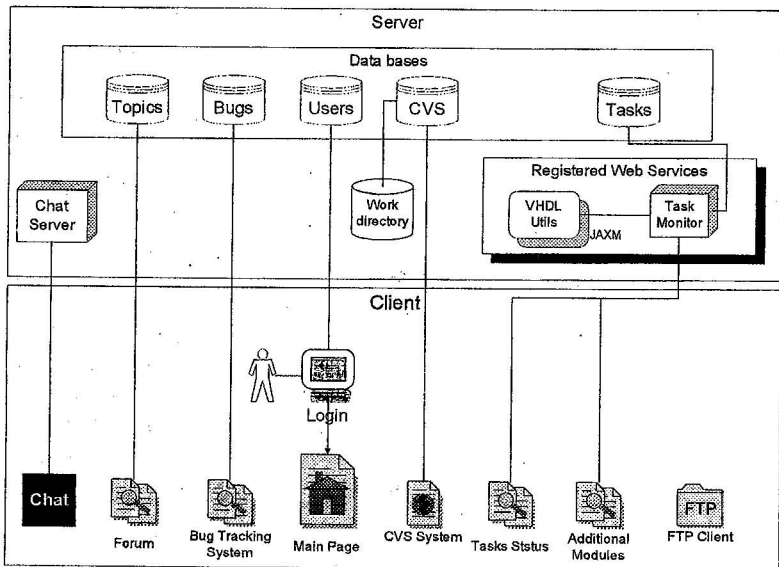 Server
Data bases
Topics
Bugs
Users
CVS
Tasks
Registered Web Services
Chat
Server
Work
directory
VHDL
Utils
JAXM
Task
Monitor
Client
Login
Chat
Forum
Bug Tracking
System
Main Page
CVS System
Tasks Ststus
Additional
Modules
FTP
FTP Client